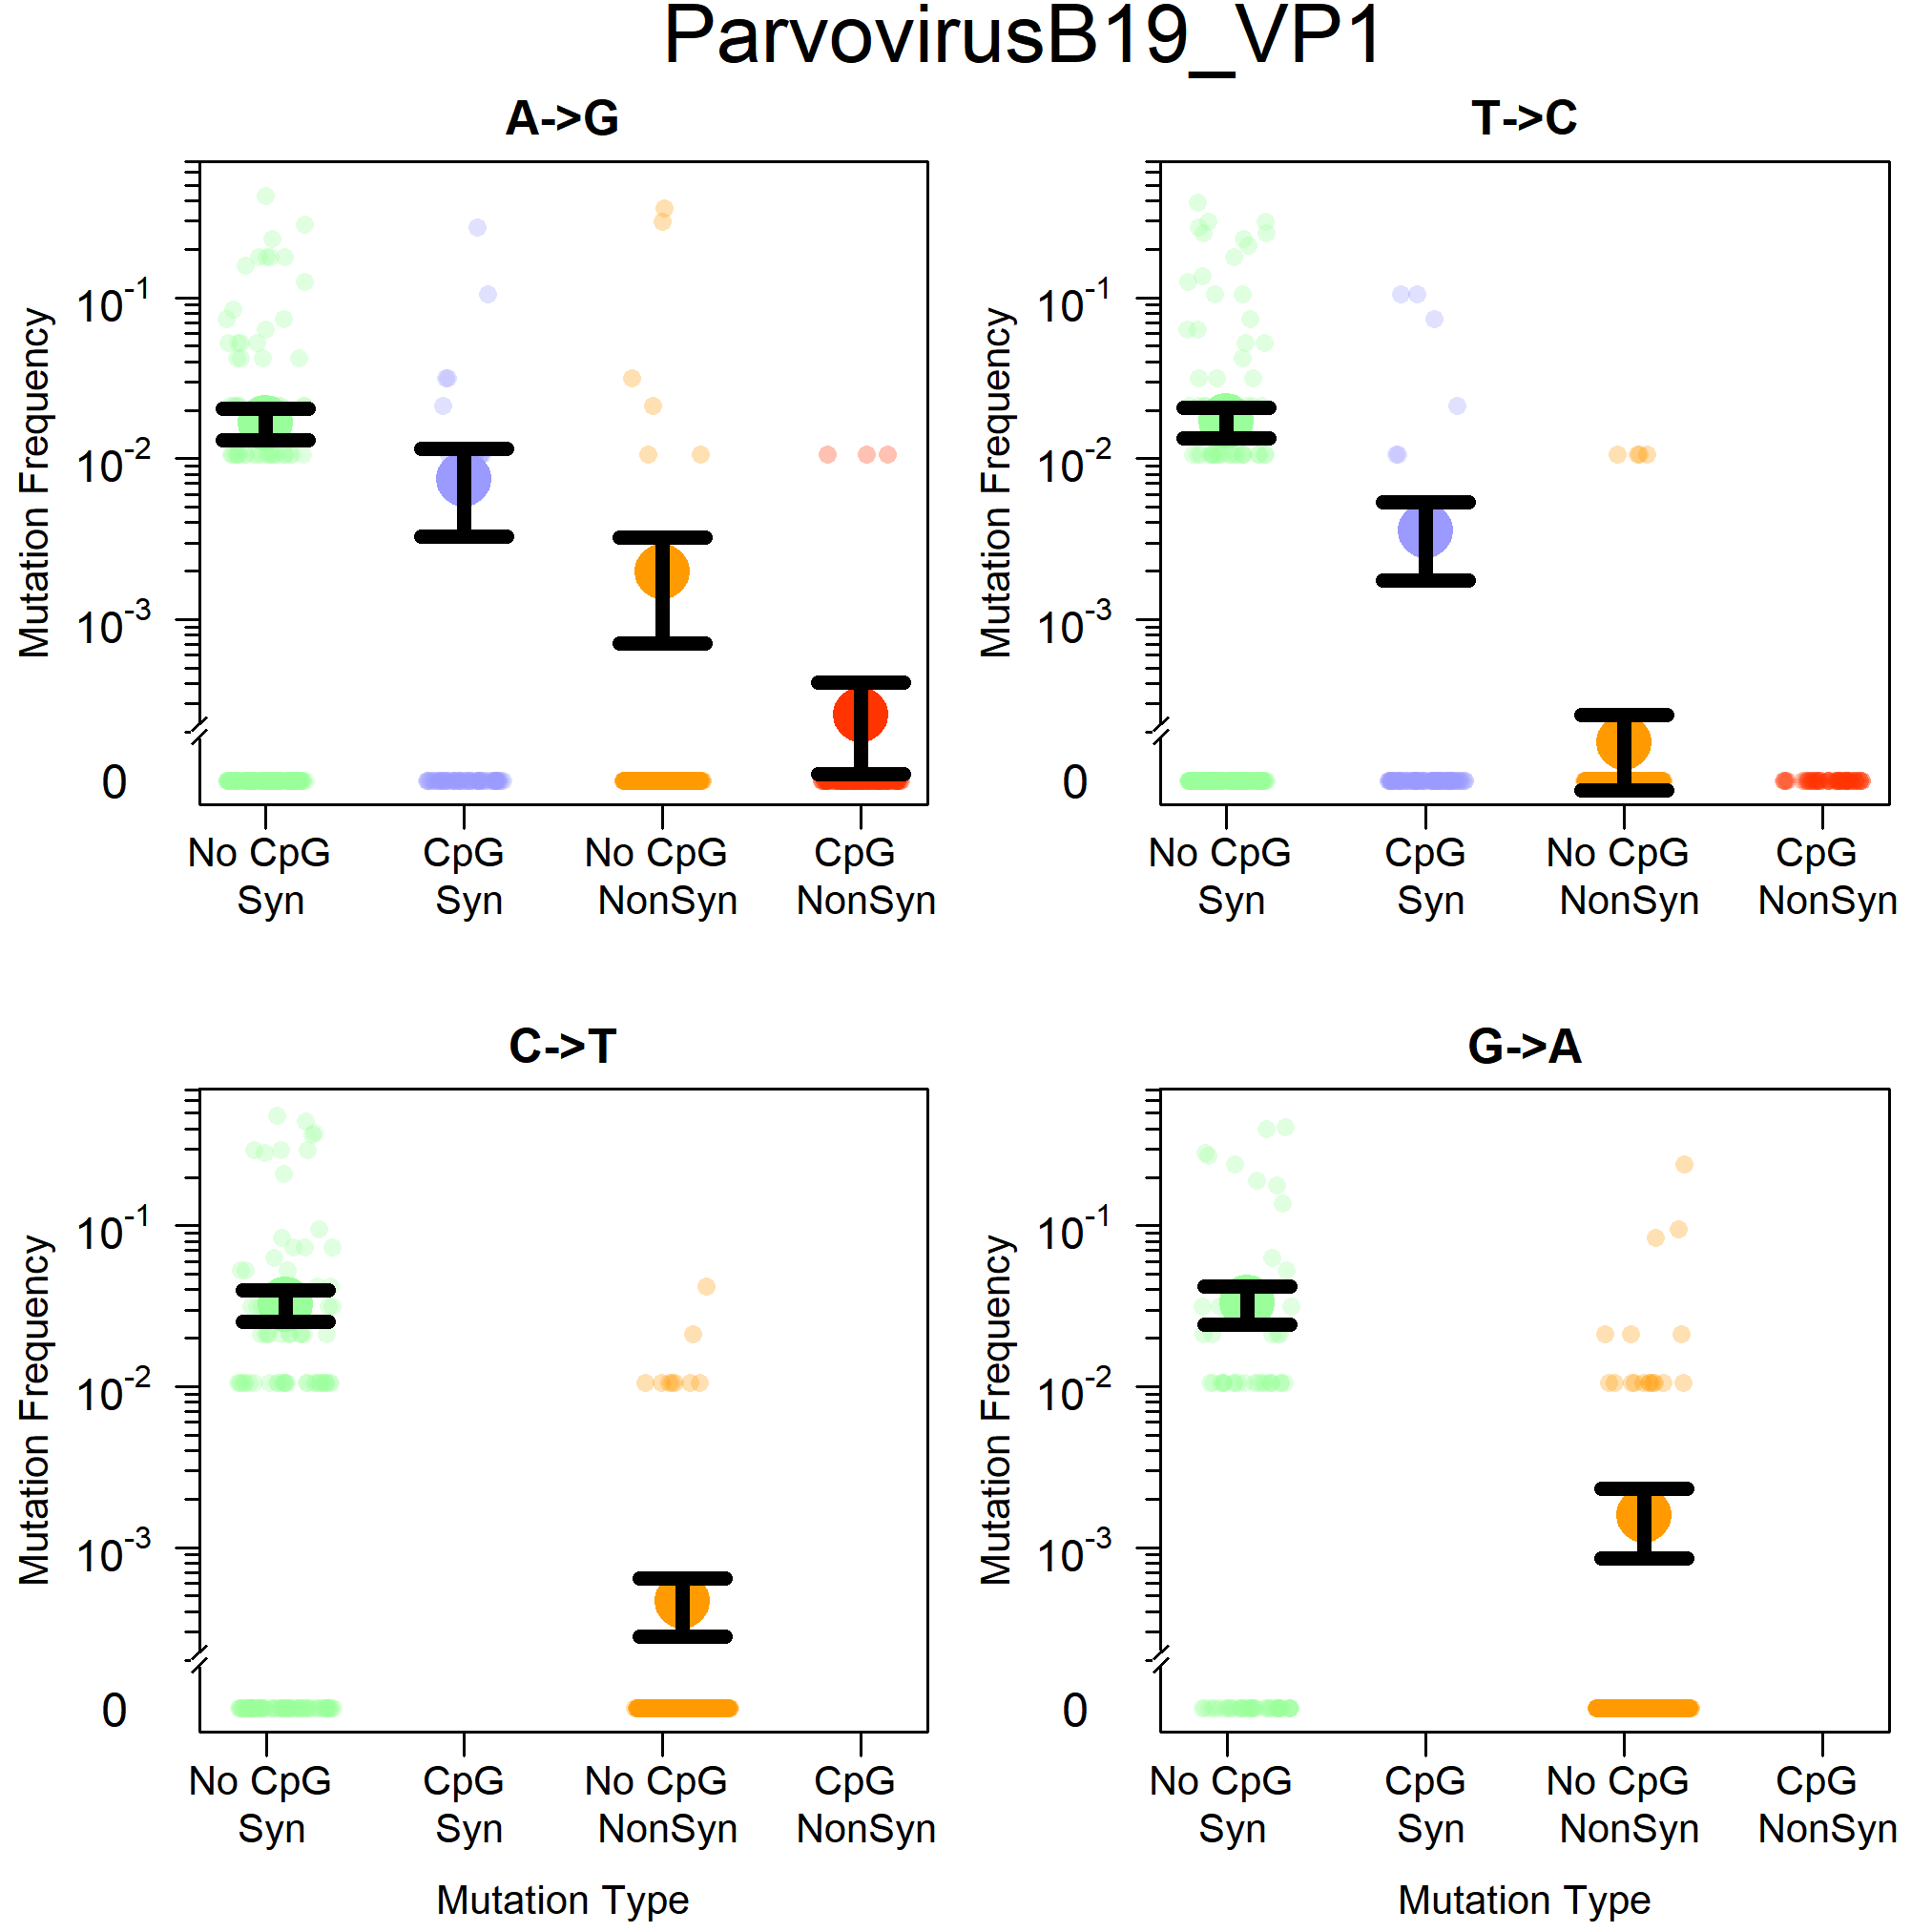 ParvovirusB19_VP1
A->G
Mutation Frequency
10-1
10-2
10-3
0
No CpG
Syn
CpG
Syn
No CpG
NonSyn
CpG
NonSyn
T->C
Mutation Frequency
10-1
10-2
10-3
0
No CpG
Syn
CpG
Syn
No CpG
NonSyn
CpG
NonSyn
C->T
Mutation Frequency
10-1
10-2
10-3
0
No CpG
Syn
CpG
Syn
No CpG
NonSyn
CpG
NonSyn
Mutation Type
G->A
Mutation Frequency
10-1
10-2
10-3
0
No CpG
Syn
CpG
Syn
No CpG
NonSyn
CpG
NonSyn
Mutation Type